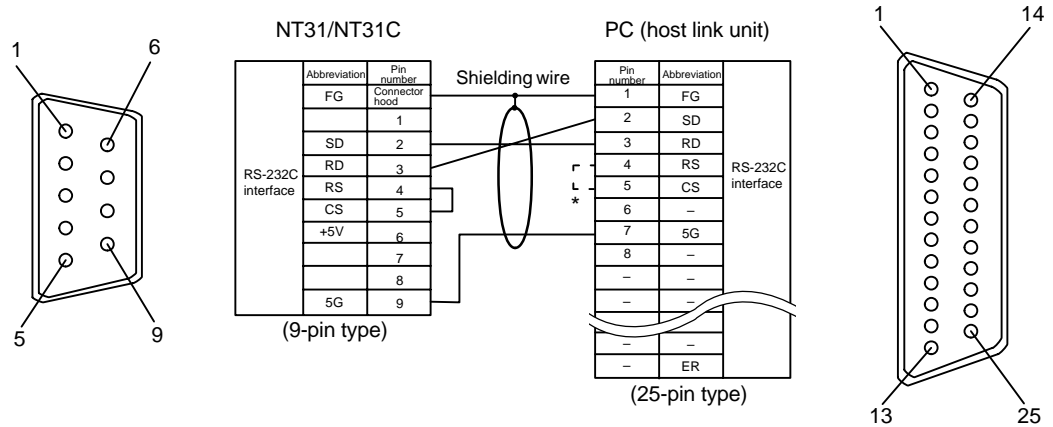 1
6
5
9
NT31/NT31C
Abbreviation Pin number
FG Connector hood
1
SD 2
RD 3
RS 4
CS 5
+5V 6
7
8
5G 9
RS-232C interface
(9-pin type)
Shielding wire
*
PC (host link unit)
Pin number Abbreviation
1 FG
2 SD
3 RD
4 RS
5 CS
6 –
7 5G
8 –
– –
– –
– –
– ER
RS-232C interface
(25-pin type)
1
14
13
25